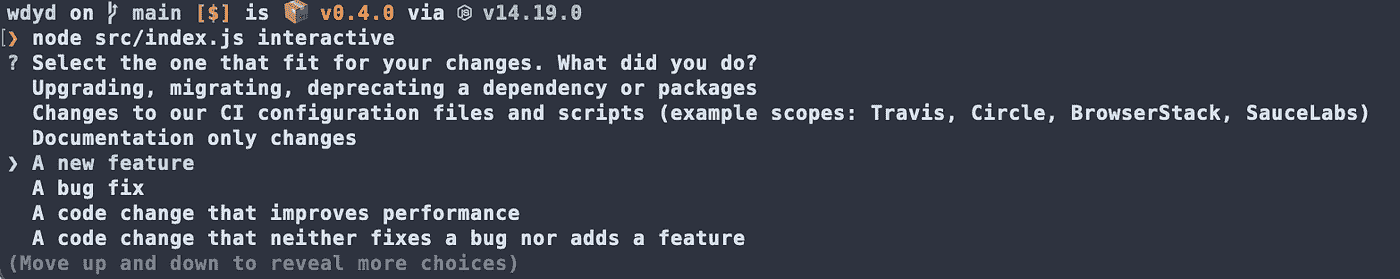 wdyd on main [$] is 📦 v0.4.0 via v14.19.0
[❯ node src/index.js interactive
? Select the one that fit for your changes. What did you do?
Upgrading, migrating, deprecating a dependency or packages
Changes to our CI configuration files and scripts (example scopes: Travis, Circle, BrowserStack, SauceLabs)
Documentation only changes
❯ A new feature
A bug fix
A code change that improves performance
A code change that neither fixes a bug nor adds a feature
(Move up and down to reveal more choices)